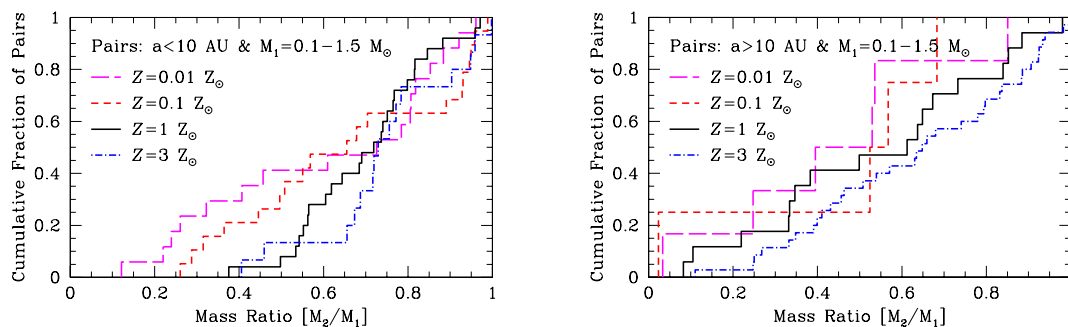 Cumulative Fraction of Pairs
1
0.8
0.6
0.4
0.2
0
Pairs: a<10 AU & M₁=0.1−1.5 M⊙
Z=0.01 Z⊙
Z=0.1 Z⊙
Z=1 Z⊙
Z=3 Z⊙
0 0.2 0.4 0.6 0.8 1
Mass Ratio [M₂/M₁]
Cumulative Fraction of Pairs
1
0.8
0.6
0.4
0.2
0
Pairs: a>10 AU & M₁=0.1−1.5 M⊙
Z=0.01 Z⊙
Z=0.1 Z⊙
Z=1 Z⊙
Z=3 Z⊙
0 0.2 0.4 0.6 0.8
Mass Ratio [M₂/M₁]